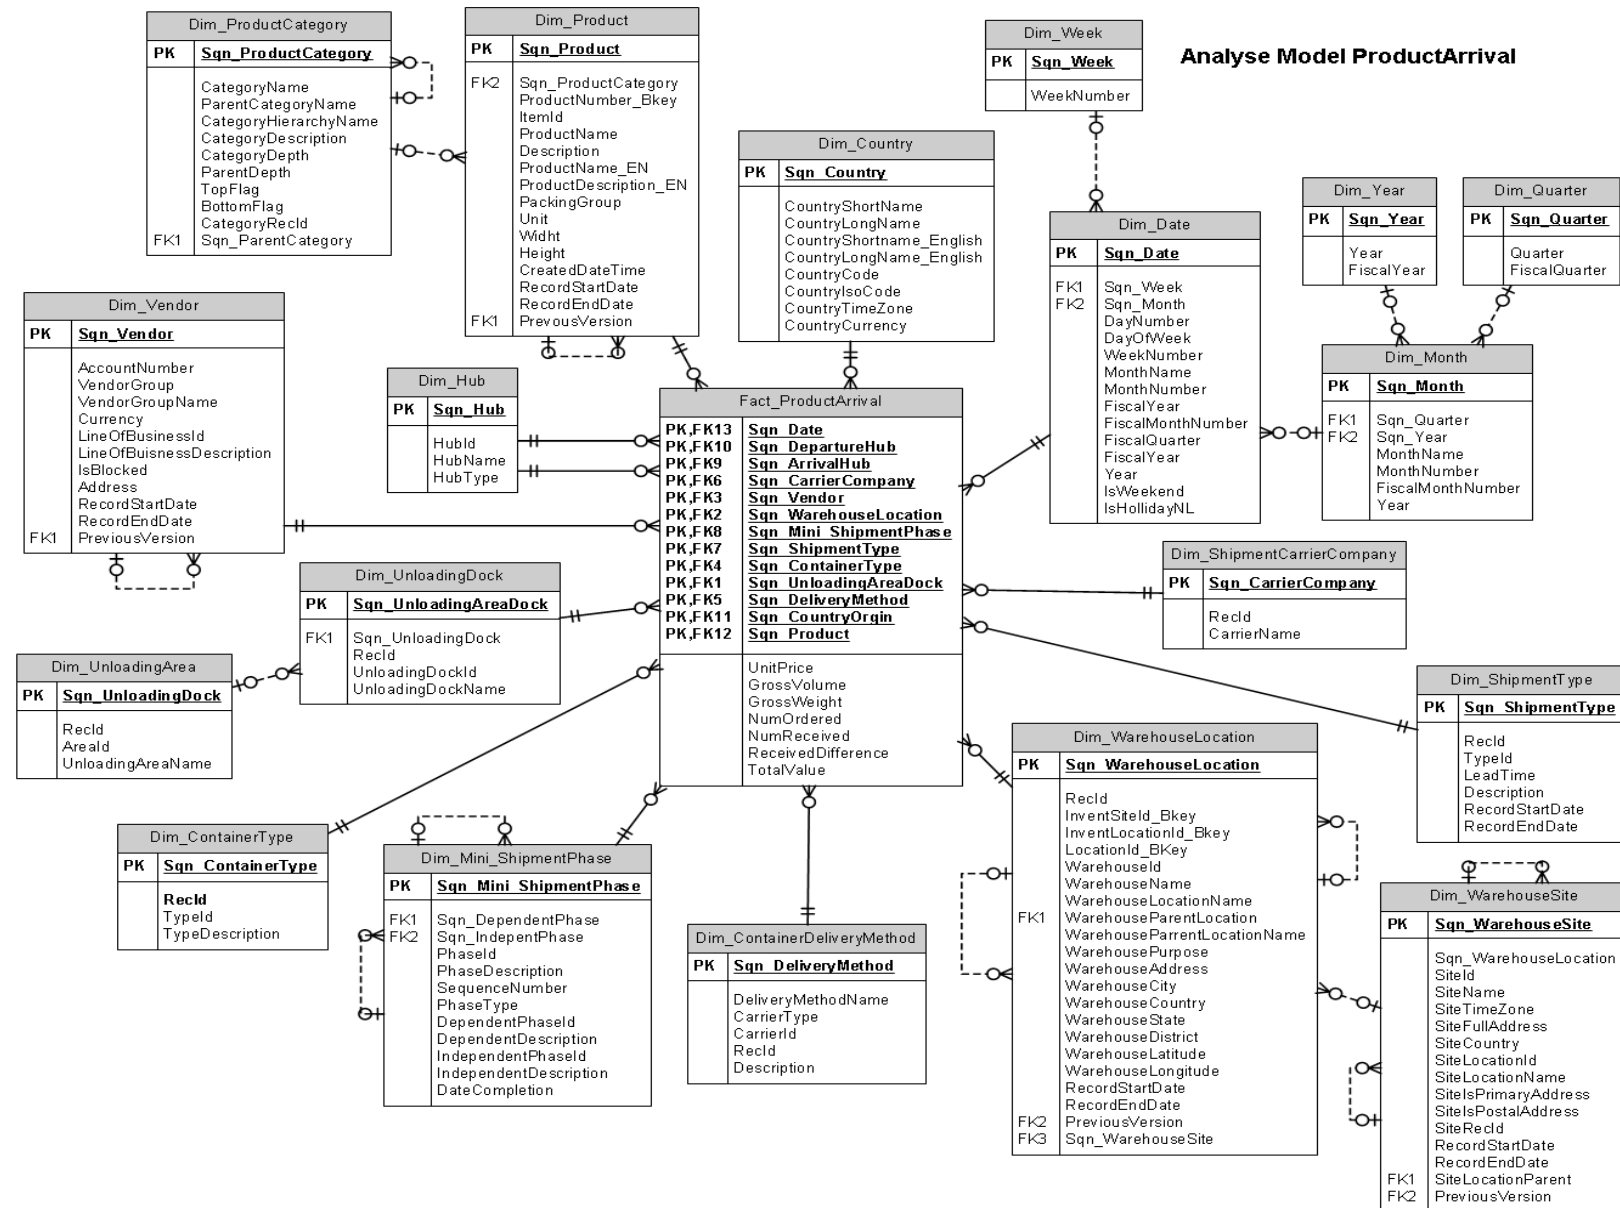 Analyse Model ProductArrival
Dim_ProductCategory
PK Sqn_ProductCategory
CategoryName
ParentCategoryName
CategoryHierarchyName
CategoryDescription
CategoryDepth
ParentDepth
TopFlag
BottomFlag
CategoryRecId
FK1 Sqn_ParentCategory
Dim_Product
PK Sqn_Product
FK2 Sqn_ProductCategory
ProductNumber_Bkey
ItemId
ProductName
Description
ProductName_EN
ProductDescription_EN
PackingGroup
Unit
Widht
Height
CreatedDateTime
RecordStartDate
RecordEndDate
FK1 PrevousVersion
Dim_Week
PK Sqn_Week
WeekNumber
Dim_Country
PK Sqn_Country
CountryShortName
CountryLongName
CountryShortname_English
CountryLongName_English
CountryCode
CountryIsoCode
CountryTimeZone
CountryCurrency
Dim_Date
PK Sqn_Date
FK1 Sqn_Week
FK2 Sqn_Month
DayNumber
DayOfWeek
WeekNumber
MonthName
MonthNumber
FiscalYear
FiscalMonthNumber
FiscalQuarter
FiscalYear
Year
IsWeekend
IsHollidayNL
Dim_Year
PK Sqn_Year
Year
FiscalYear
Dim_Quarter
PK Sqn_Quarter
Quarter
FiscalQuarter
Dim_Month
PK Sqn_Month
FK1 Sqn_Quarter
FK2 Sqn_Year
MonthName
MonthNumber
FiscalMonthNumber
Year
Dim_Vendor
PK Sqn_Vendor
AccountNumber
VendorGroup
VendorGroupName
Currency
LineOfBusinessId
LineOfBuisnessDescription
IsBlocked
Address
RecordStartDate
RecordEndDate
FK1 PreviousVersion
Dim_Hub
PK Sqn_Hub
HubId
HubName
HubType
Fact_ProductArrival
PK,FK13 Sqn_Date
PK,FK10 Sqn_DepartureHub
PK,FK9 Sqn_ArrivalHub
PK,FK6 Sqn_CarrierCompany
PK,FK3 Sqn_Vendor
PK,FK2 Sqn_WarehouseLocation
PK,FK8 Sqn_Mini_ShipmentPhase
PK,FK7 Sqn_ShipmentType
PK,FK4 Sqn_ContainerType
PK,FK1 Sqn_UnloadingAreaDock
PK,FK5 Sqn_DeliveryMethod
PK,FK11 Sqn_CountryOrgin
PK,FK12 Sqn_Product
UnitPrice
GrossVolume
GrossWeight
NumOrdered
NumReceived
ReceivedDifference
TotalValue
Dim_UnloadingDock
PK Sqn_UnloadingAreaDock
FK1 Sqn_UnloadingDock
RecId
UnloadingDockId
UnloadingDockName
Dim_UnloadingArea
PK Sqn_UnloadingDock
RecId
AreaId
UnloadingAreaName
Dim_ShipmentCarrierCompany
PK Sqn_CarrierCompany
RecId
CarrierName
Dim_ShipmentType
PK Sqn_ShipmentType
RecId
TypeId
LeadTime
Description
RecordStartDate
RecordEndDate
Dim_ContainerType
PK Sqn_ContainerType
RecId
TypeId
TypeDescription
Dim_Mini_ShipmentPhase
PK Sqn_Mini_ShipmentPhase
FK1 Sqn_DependentPhase
FK2 Sqn_IndepentPhase
PhaseId
PhaseDescription
SequenceNumber
PhaseType
DependentPhaseId
DependentDescription
IndependentPhaseId
IndependentDescription
DateCompletion
Dim_ContainerDeliveryMethod
PK Sqn_DeliveryMethod
DeliveryMethodName
CarrierType
CarrierId
RecId
Description
Dim_WarehouseLocation
PK Sqn_WarehouseLocation
RecId
InventSiteId_Bkey
InventLocationId_Bkey
LocationId_BKey
WarehouseId
WarehouseName
WarehouseLocationName
FK1 WarehouseParentLocation
WarehouseParrentLocationName
WarehousePurpose
WarehouseAddress
WarehouseCity
WarehouseCountry
WarehouseState
WarehouseDistrict
WarehouseLatitude
WarehouseLongitude
RecordStartDate
RecordEndDate
FK2 PreviousVersion
FK3 Sqn_WarehouseSite
Dim_WarehouseSite
PK Sqn_WarehouseSite
Sqn_WarehouseLocation
SiteId
SiteName
SiteTimeZone
SiteFullAddress
SiteCountry
SiteLocationId
SiteLocationName
SiteIsPrimaryAddress
SiteIsPostalAddress
SiteRecId
RecordStartDate
RecordEndDate
FK1 SiteLocationParent
FK2 PreviousVersion